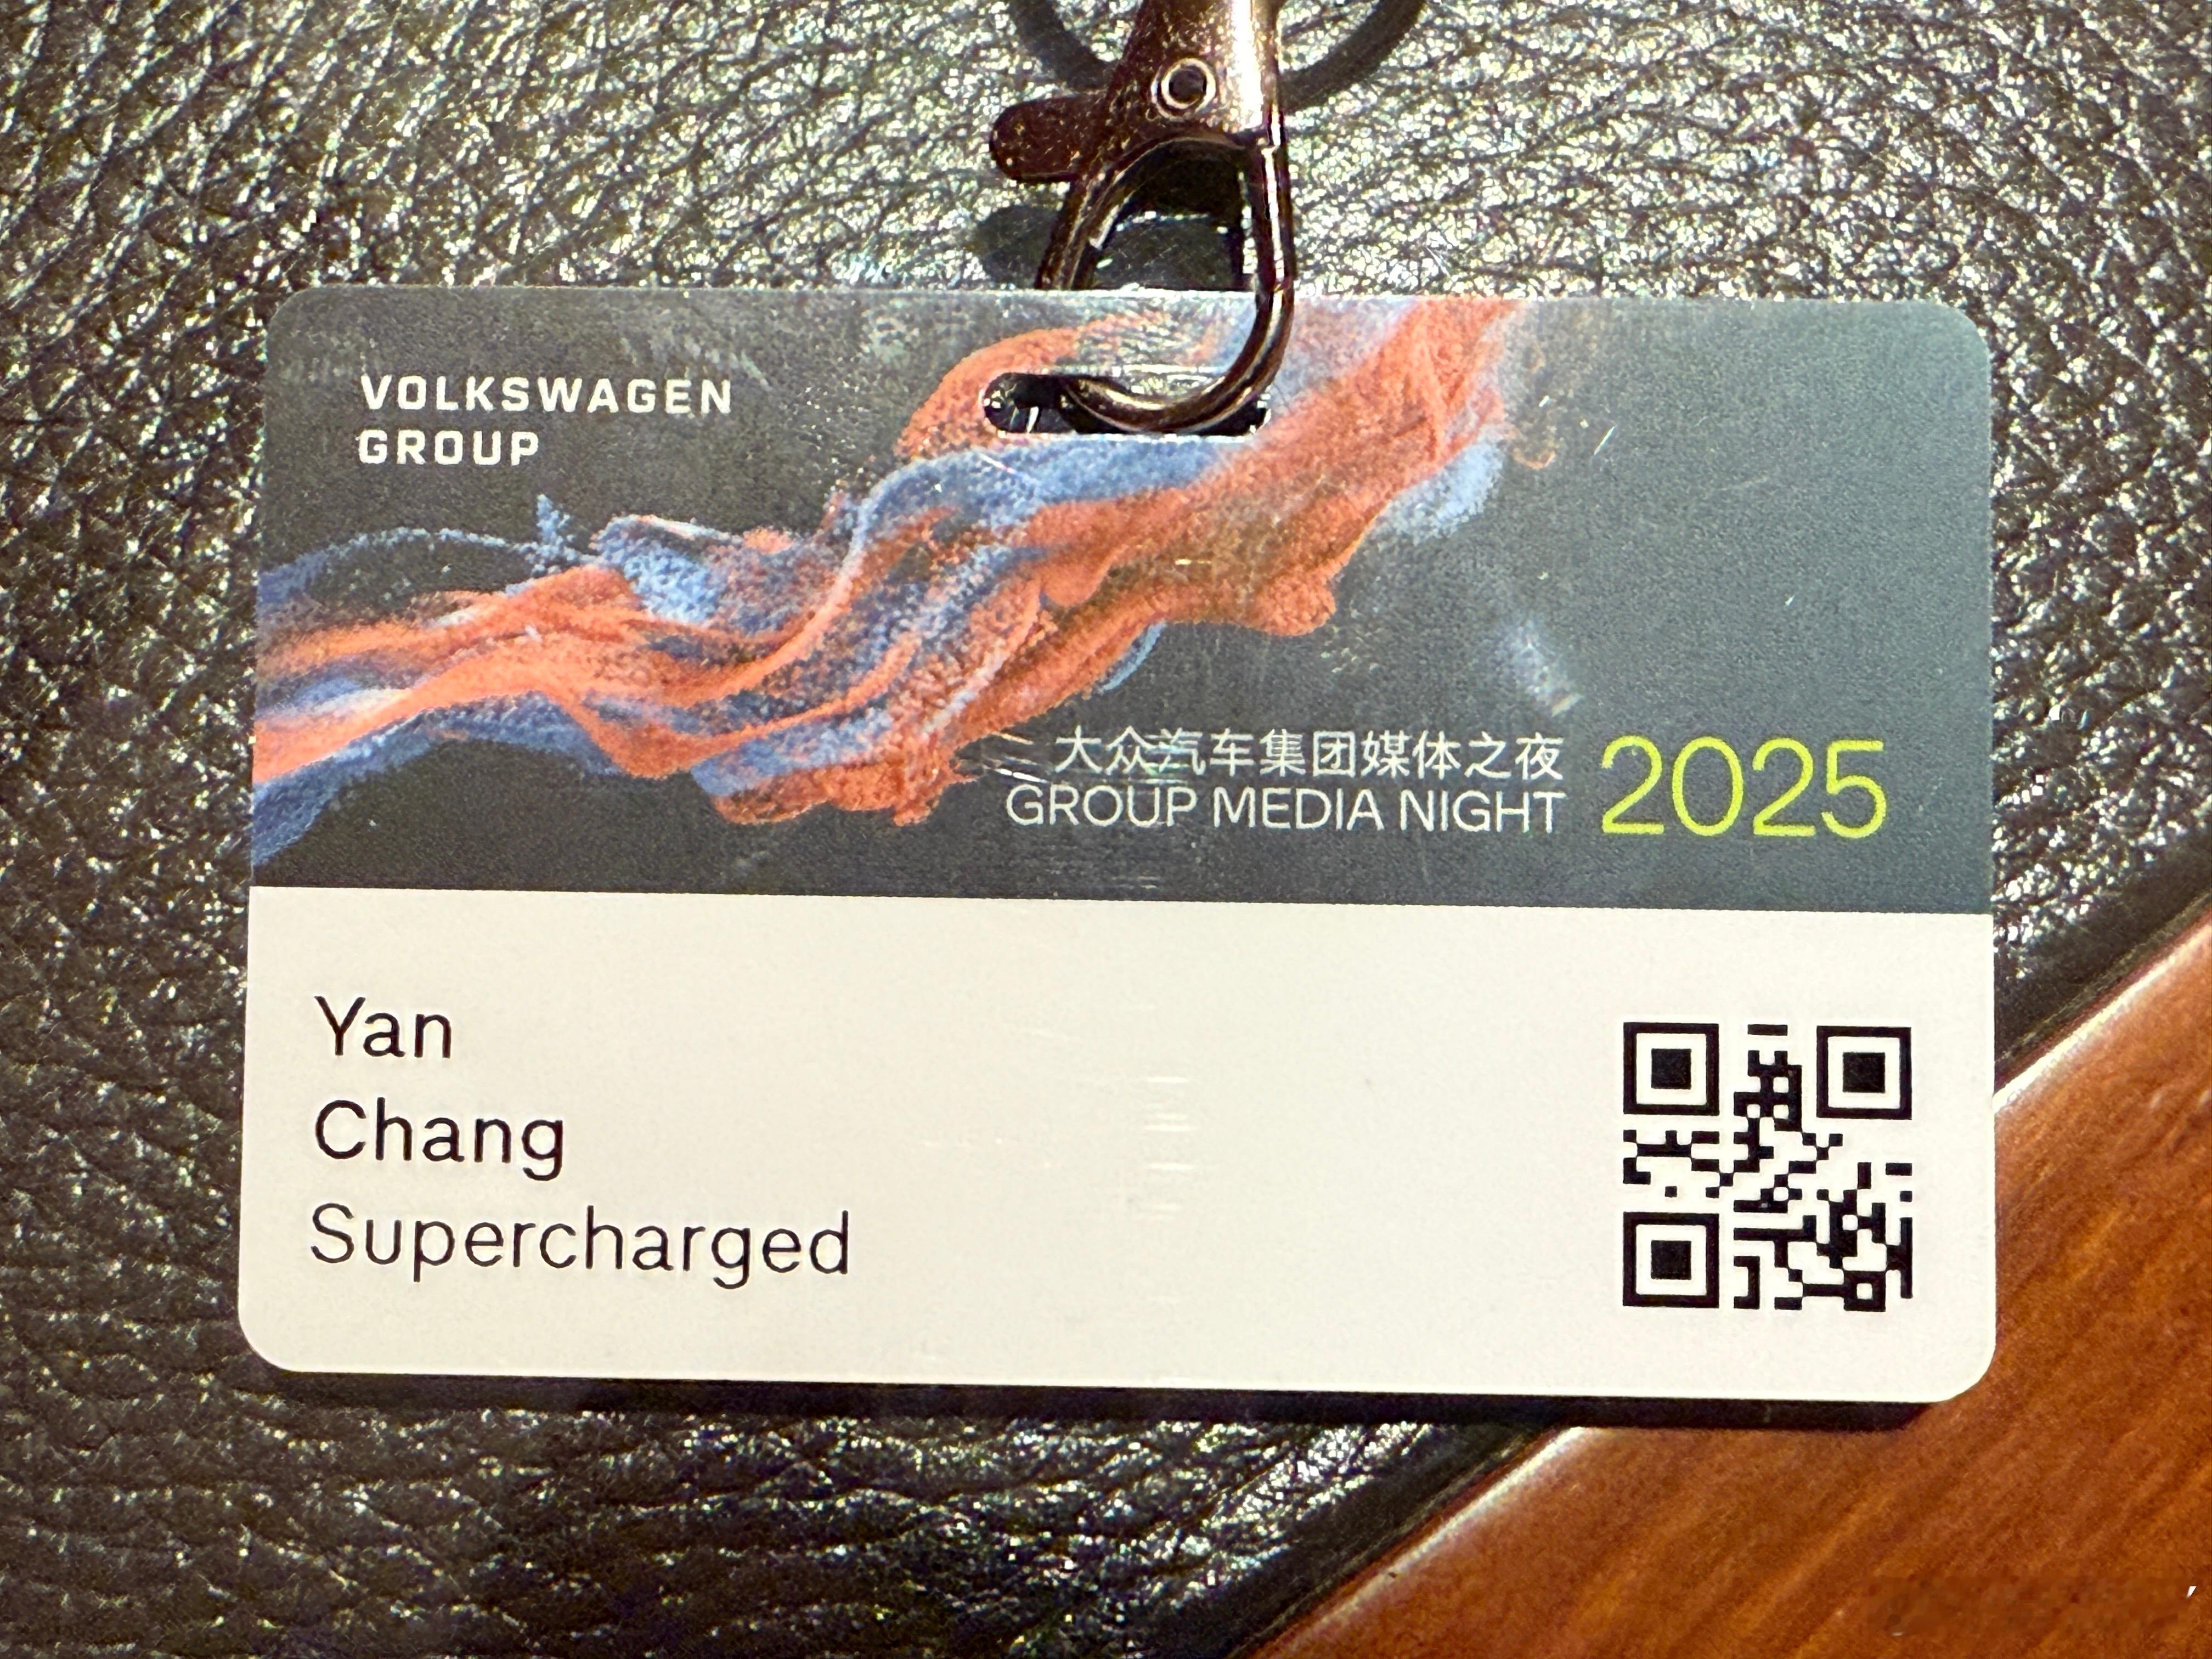 VOLKSWAGEN
GROUP
大众汽车集团媒体之夜
GROUP MEDIA NIGHT
2025
Yan
Chang
Supercharged